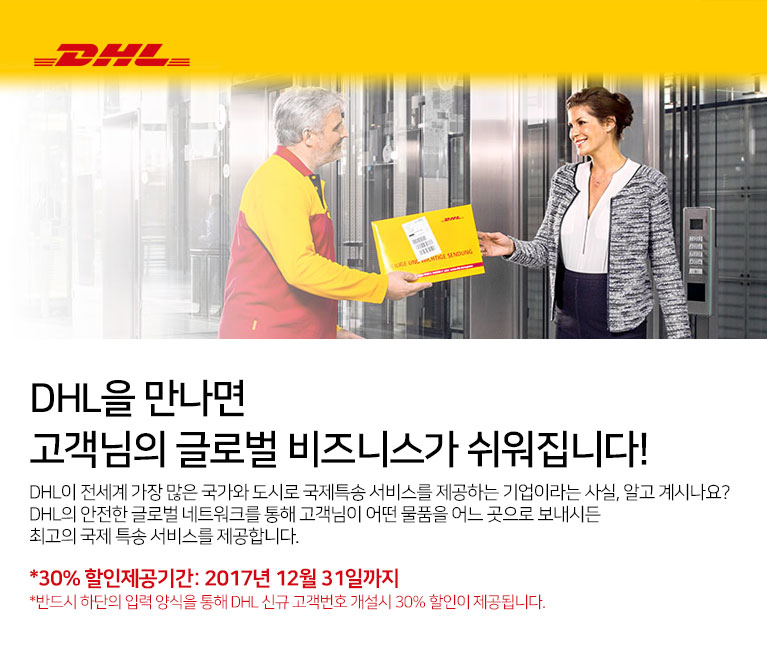 DHL
DHL
LIGE UND WICHTIGE SENDUNG
DHL을 만나면
고객님의 글로벌 비즈니스가 쉬워집니다!
DHL이 전세계 가장 많은 국가와 도시로 국제특송 서비스를 제공하는 기업이라는 사실, 알고 계시나요?
DHL의 안전한 글로벌 네트워크를 통해 고객님이 어떤 물품을 어느 곳으로 보내시든
최고의 국제 특송 서비스를 제공합니다.
*30% 할인제공기간: 2017년 12월 31일까지
*반드시 하단의 입력 양식을 통해 DHL 신규 고객번호 개설시 30% 할인이 제공됩니다.